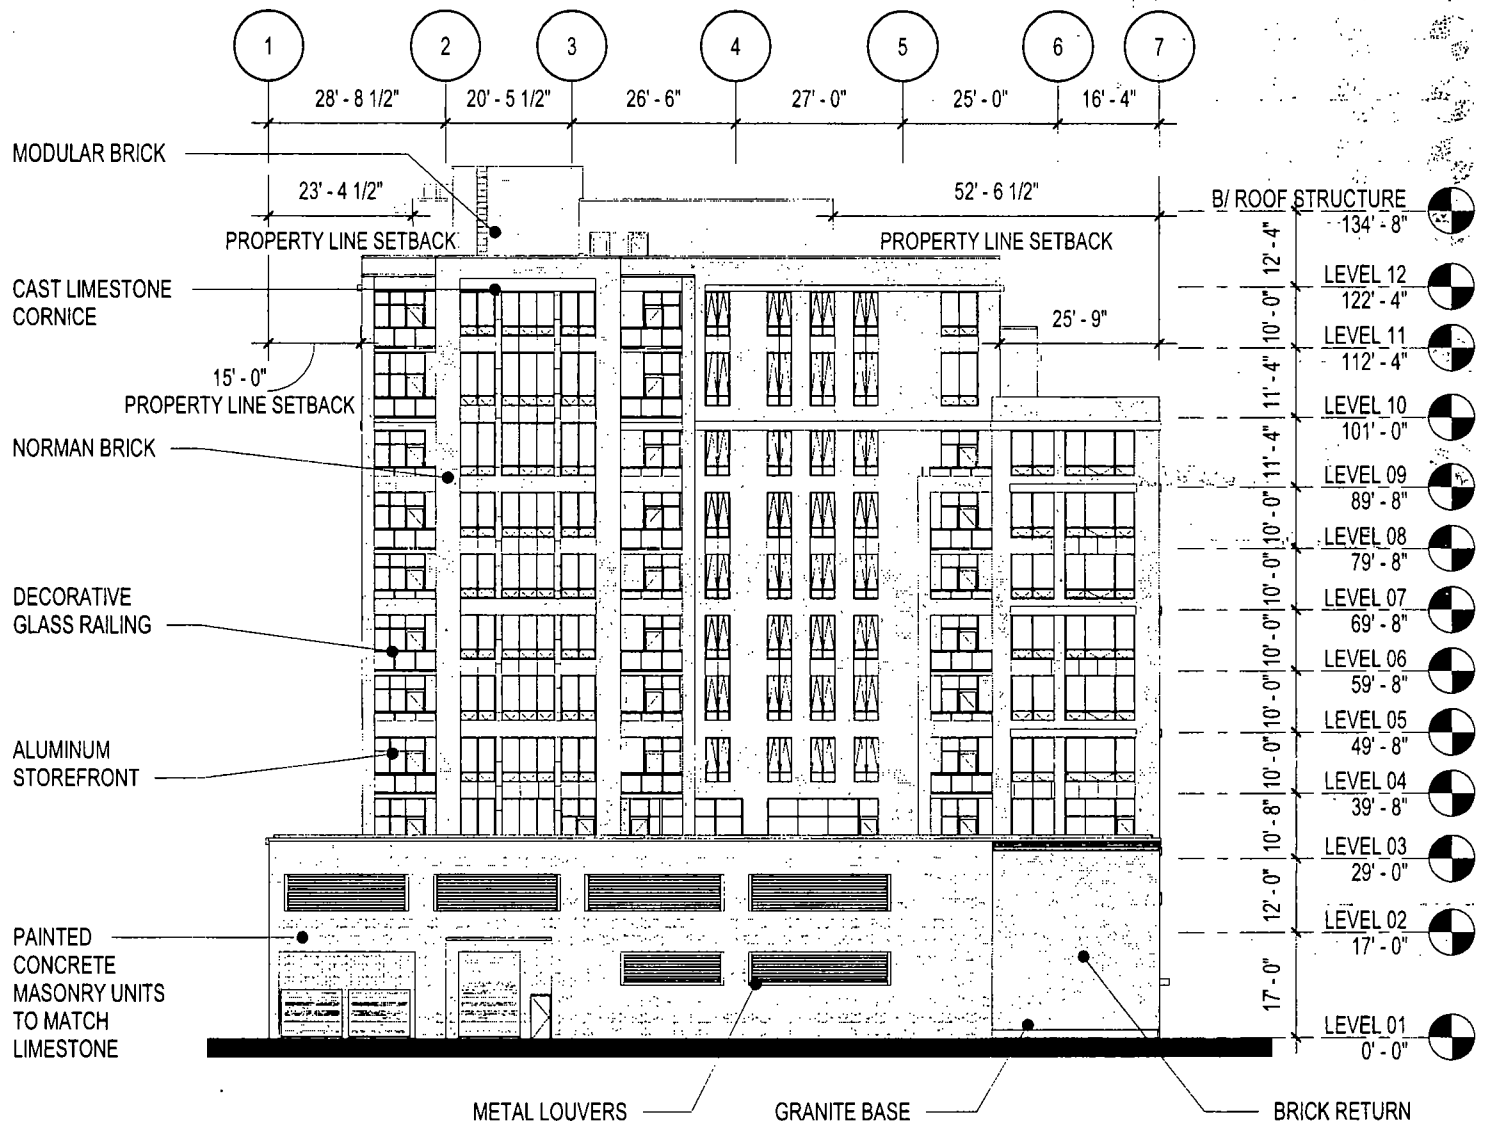 1 2 3 4 5 6 7
28' - 8 1/2" 20' - 5 1/2" 26' - 6" 27' - 0" 25' - 0" 16' - 4"
MODULAR BRICK
23' - 4 1/2"
PROPERTY LINE SETBACK
52' - 6 1/2"
PROPERTY LINE SETBACK
CAST LIMESTONE
CORNICE
25' - 9"
15' - 0"
PROPERTY LINE SETBACK
NORMAN BRICK
DECORATIVE
GLASS RAILING
ALUMINUM
STOREFRONT
PAINTED
CONCRETE
MASONRY UNITS
TO MATCH
LIMESTONE
METAL LOUVERS
GRANITE BASE
BRICK RETURN
B/ ROOF STRUCTURE
134' - 8"
12' - 4"
LEVEL 12
122' - 4"
10' - 0"
LEVEL 11
112' - 4"
11' - 4"
LEVEL 10
101' - 0"
11' - 4"
LEVEL 09
89' - 8"
10' - 0"
LEVEL 08
79' - 8"
10' - 0"
LEVEL 07
69' - 8"
10' - 0"
LEVEL 06
59' - 8"
10' - 0"
LEVEL 05
49' - 8"
10' - 0"
LEVEL 04
39' - 8"
10' - 8"
LEVEL 03
29' - 0"
12' - 0"
LEVEL 02
17' - 0"
17' - 0"
LEVEL 01
0' - 0"